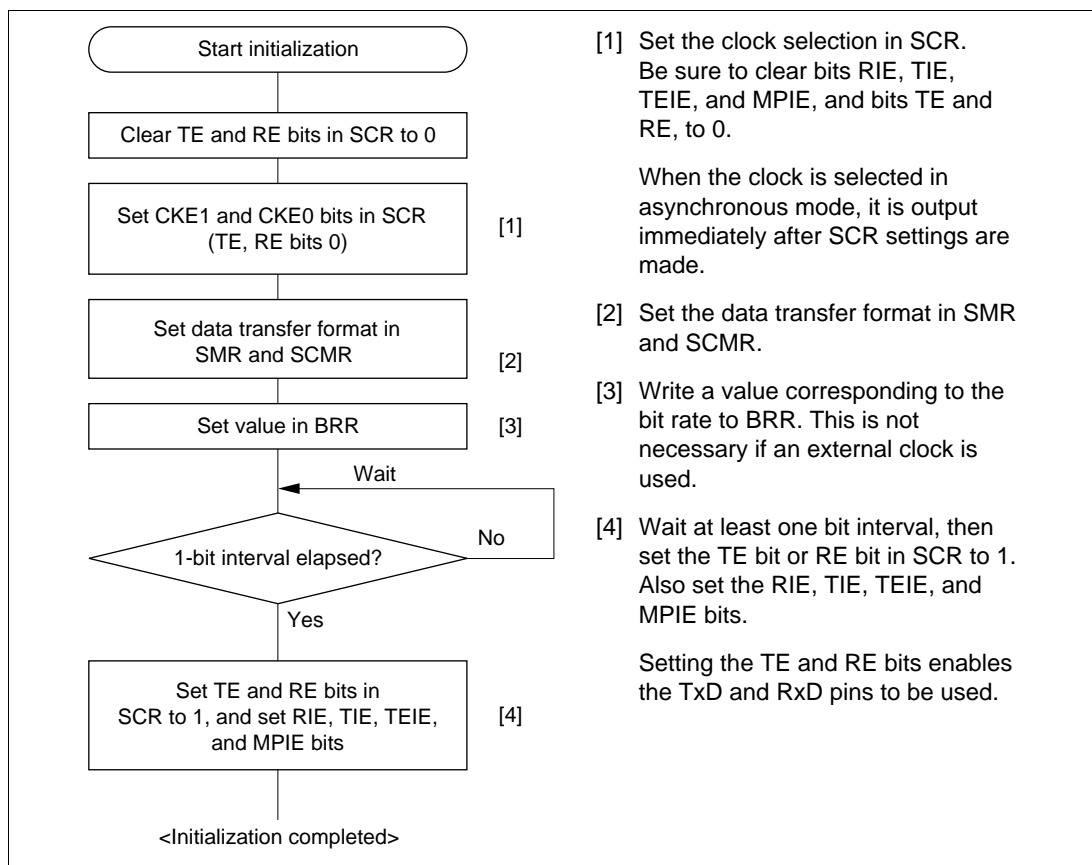 Start initialization
Clear TE and RE bits in SCR to 0
Set CKE1 and CKE0 bits in SCR
(TE, RE bits 0)
[1]
Set data transfer format in
SMR and SCMR
[2]
Set value in BRR
[3]
Wait
No
1-bit interval elapsed?
Yes
Set TE and RE bits in
SCR to 1, and set RIE, TIE, TEIE,
and MPIE bits
[4]
<Initialization completed>
[1] Set the clock selection in SCR.
Be sure to clear bits RIE, TIE,
TEIE, and MPIE, and bits TE and
RE, to 0.
When the clock is selected in
asynchronous mode, it is output
immediately after SCR settings are
made.
[2] Set the data transfer format in SMR
and SCMR.
[3] Write a value corresponding to the
bit rate to BRR. This is not
necessary if an external clock is
used.
[4] Wait at least one bit interval, then
set the TE bit or RE bit in SCR to 1.
Also set the RIE, TIE, TEIE, and
MPIE bits.
Setting the TE and RE bits enables
the TxD and RxD pins to be used.